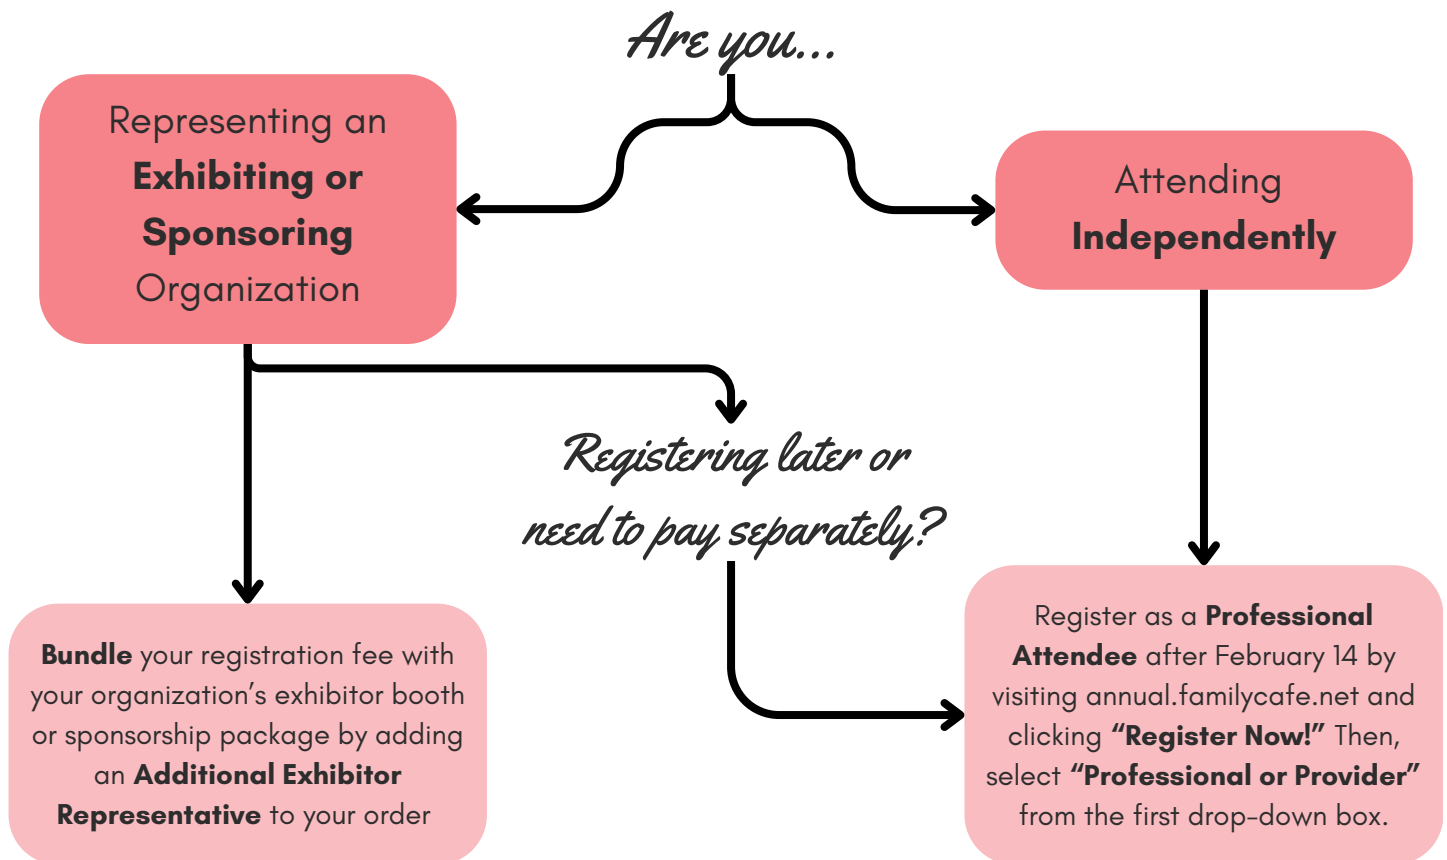 Are you...
Representing an
Exhibiting or
Sponsoring
Organization
Attending
Independently
Registering later or
need to pay separately?
Bundle your registration fee with
your organization’s exhibitor booth
or sponsorship package by adding
an Additional Exhibitor
Representative to your order
Register as a Professional
Attendee after February 14 by
visiting annual.familycafe.net and
clicking “Register Now!” Then,
select “Professional or Provider”
from the first drop-down box.